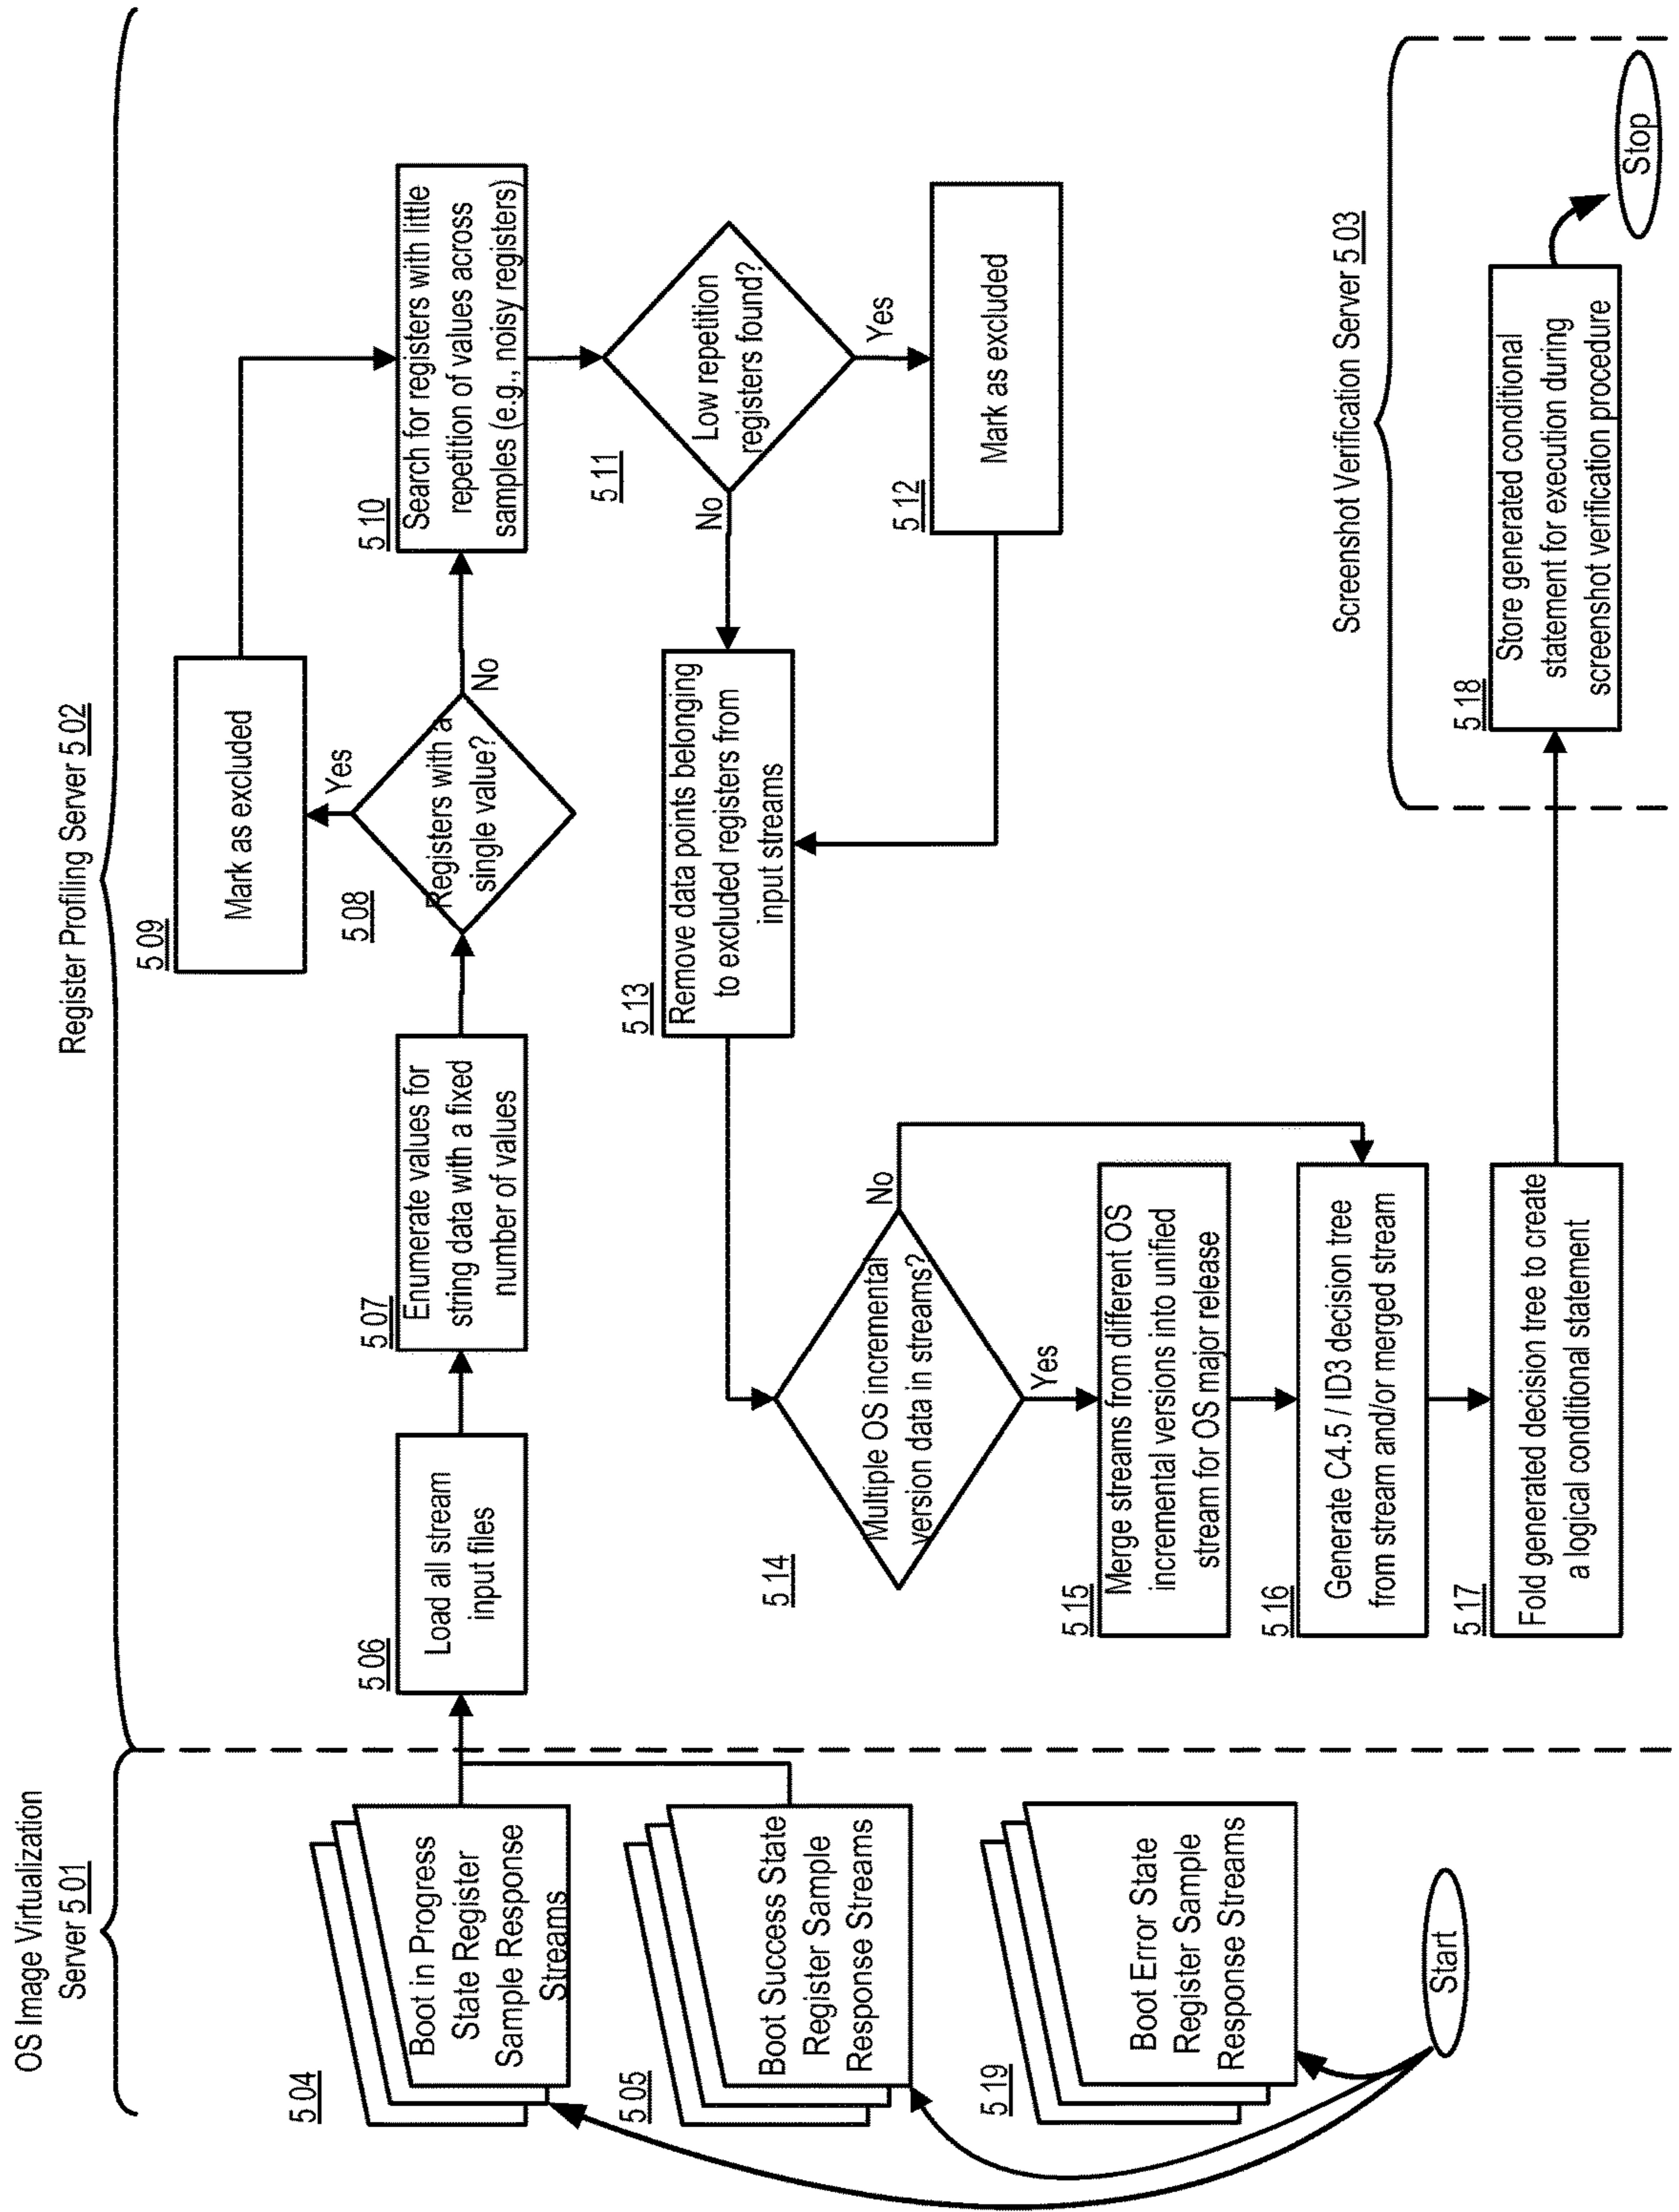 OS Image Virtualization
Server 5 01
Register Profiling Server 5 02
5 04
Boot in Progress
State Register
Sample Response
Streams
5 05
Boot Success State
Register Sample
Response Streams
5 19
Boot Error State
Register Sample
Response Streams
Start
5 06
Load all stream
input files
5 07
Enumerate values for
string data with a fixed
number of values
5 08
Registers with a
single value?
Yes
No
5 09
Mark as excluded
5 10
Search for registers with little
repetition of values across
samples (e.g., noisy registers)
5 11
Low repetition
registers found?
No
Yes
5 12
Mark as excluded
5 13
Remove data points belonging
to excluded registers from
input streams
5 14
Multiple OS incremental
version data in streams?
No
Yes
5 15
Merge streams from different OS
incremental versions into unified
stream for OS major release
5 16
Generate C4.5 / ID3 decision tree
from stream and/or merged stream
5 17
Fold generated decision tree to create
a logical conditional statement
Screenshot Verification Server 5 03
5 18
Store generated conditional
statement for execution during
screenshot verification procedure
Stop